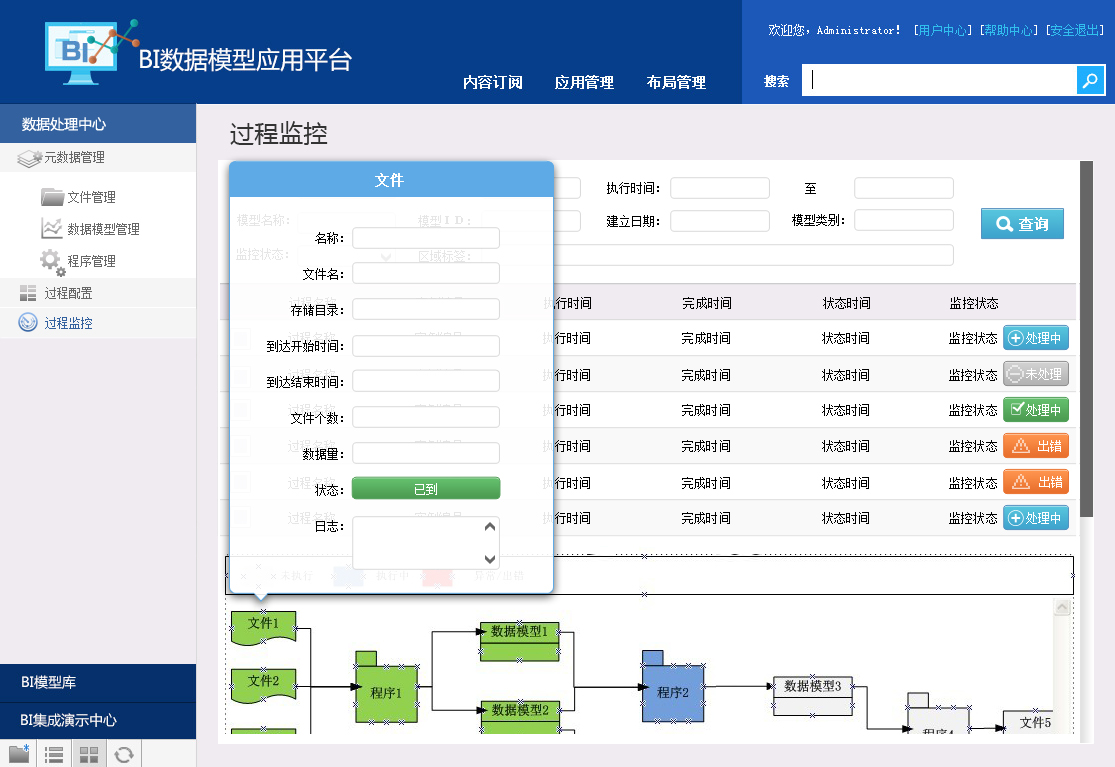 欢迎您，Administrator! [用户中心] [帮助中心] [安全退出]
BI
BI数据模型应用平台
内容订阅 应用管理 布局管理 搜索
数据处理中心
元数据管理
文件管理
数据模型管理
程序管理
过程配置
过程监控
BI模型库
BI集成演示中心
过程监控
执行时间： 至
建立日期： 模型类别：
查询
文件
模型名称： 模型ID：
监控状态： 区域标签：
名称：
文件名：
存储目录：
到达开始时间：
到达结束时间：
文件个数：
数据量：
状态： 已到
日志：
未执行 执行中 异常/出错
执行时间 完成时间 状态时间 监控状态
执行时间 完成时间 状态时间 监控状态 处理中
执行时间 完成时间 状态时间 监控状态 未处理
执行时间 完成时间 状态时间 监控状态 处理中
执行时间 完成时间 状态时间 监控状态 出错
执行时间 完成时间 状态时间 监控状态 出错
执行时间 完成时间 状态时间 监控状态 处理中
文件1
文件2
程序1
数据模型1
数据模型2
程序2
数据模型3
程序4
文件5